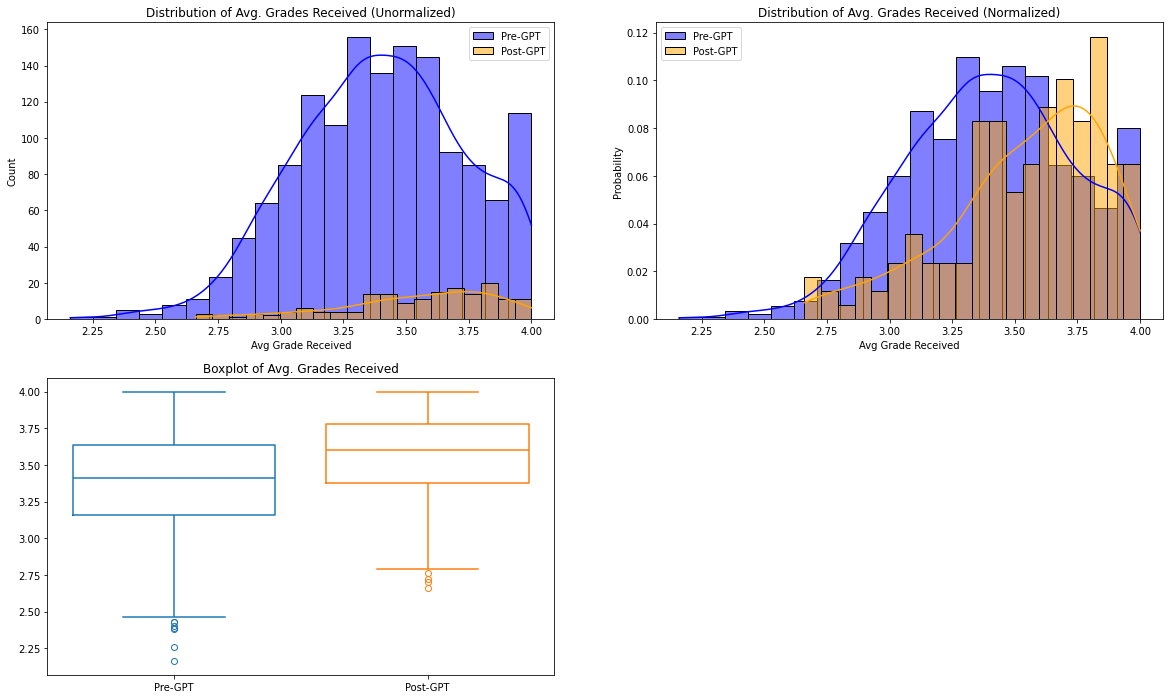 Distribution of Avg. Grades Received (Unormalized)
160
140
120
100
80
60
40
20
0
Count
Pre-GPT
Post-GPT
2.25 2.50 2.75 3.00 3.25 3.50 3.75 4.00
Avg Grade Received
Distribution of Avg. Grades Received (Normalized)
0.12
0.10
0.08
0.06
0.04
0.02
0.00
Probability
Pre-GPT
Post-GPT
2.25 2.50 2.75 3.00 3.25 3.50 3.75 4.00
Avg Grade Received
Boxplot of Avg. Grades Received
4.00
3.75
3.50
3.25
3.00
2.75
2.50
2.25
Pre-GPT Post-GPT